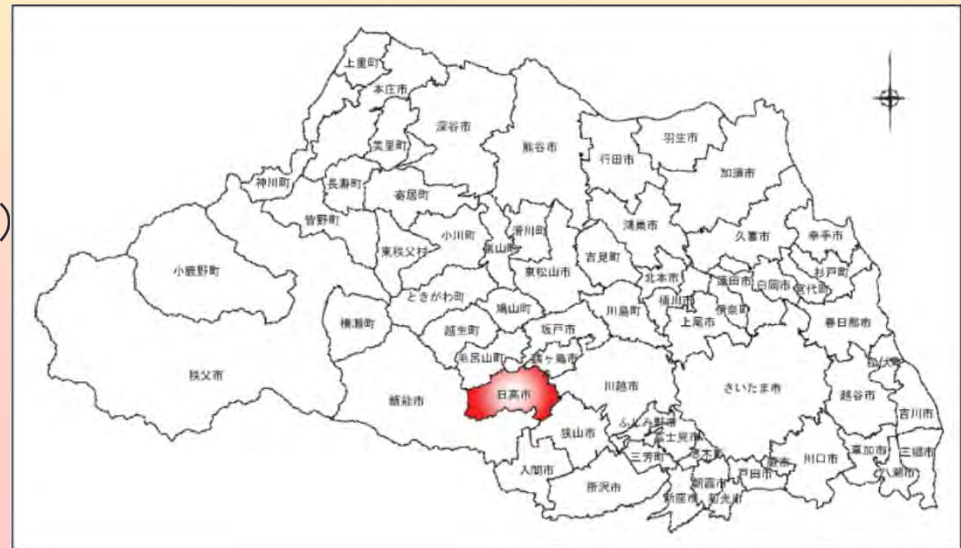 上里町
本庄市
深谷市
羽生市
熊谷市
美里町
行田市
加須市
神川町
長瀞町
寄居町
皆野町
鴻巣市
小川町
滑川町
久喜市
幸手市
東秩父村
嵐山町
吉見町
小鹿野町
東松山市
北本市
蓮田市
白岡市
杉戸町
宮代町
ときがわ町
桶川市
伊奈町
鳩山町
川島町
上尾市
春日部市
横瀬町
越生町
坂戸市
毛呂山町
鶴ヶ島市
松伏町
秩父市
日高市
川越市
さいたま市
越谷市
飯能市
吉川市
ふじみ野市
狭山市
富士見市
三芳町
志木市
川口市
草加市
三郷市
入間市
戸田市
蕨市
八潮市
所沢市
朝霞市
新座市
和光市
)